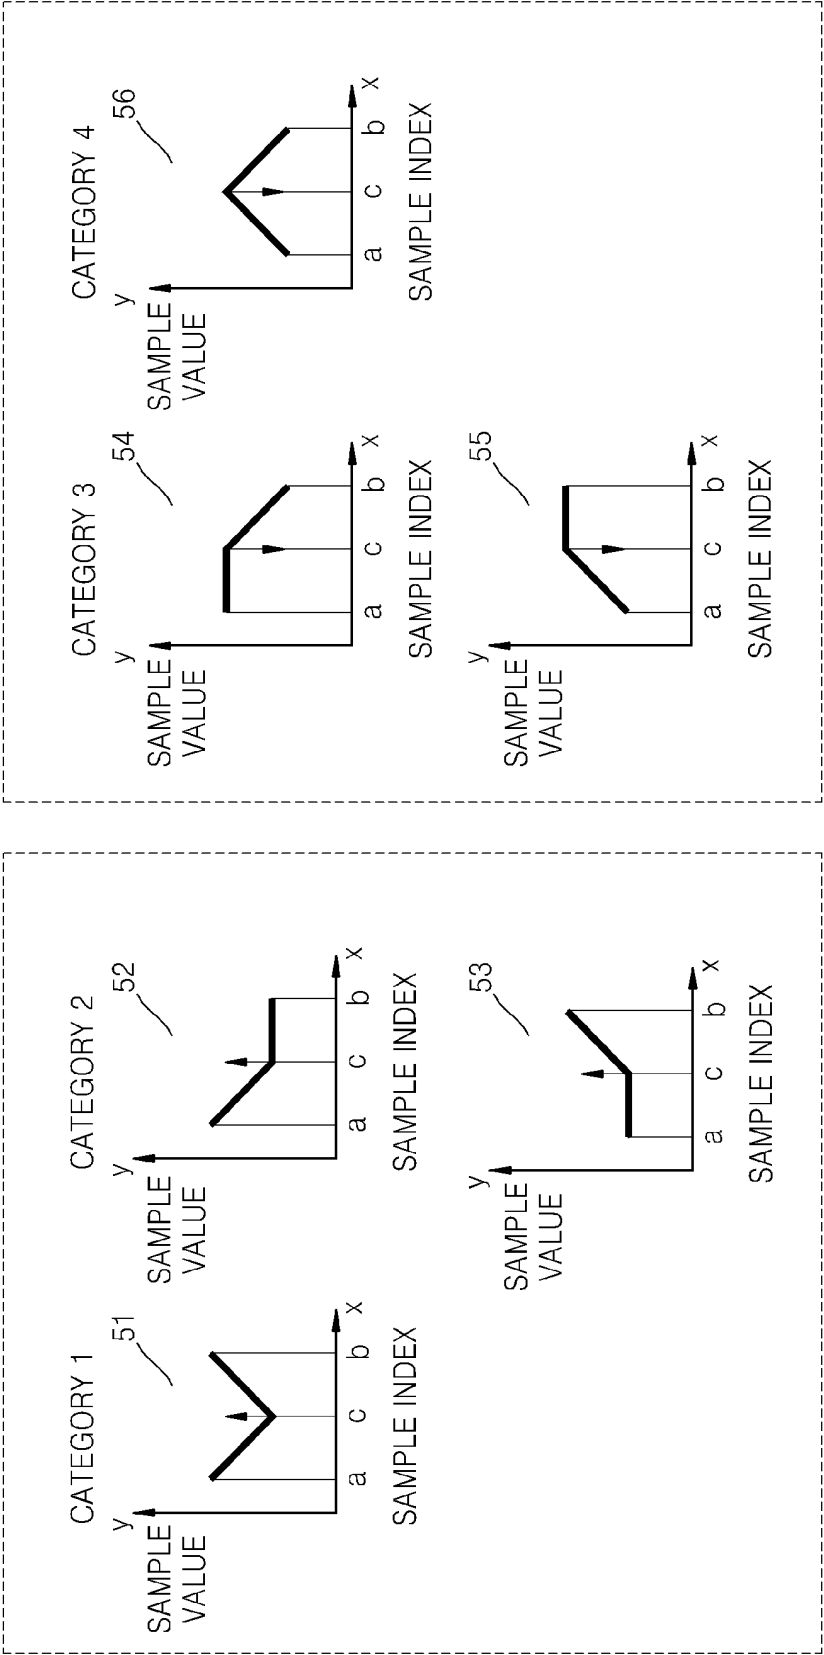 CATEGORY 1
51
y
SAMPLE
VALUE
a c b x
SAMPLE INDEX
CATEGORY 2
52
y
SAMPLE
VALUE
a c b x
SAMPLE INDEX
53
y
SAMPLE
VALUE
a c b x
SAMPLE INDEX
CATEGORY 3
54
y
SAMPLE
VALUE
a c b x
SAMPLE INDEX
55
y
SAMPLE
VALUE
a c b x
SAMPLE INDEX
CATEGORY 4
56
y
SAMPLE
VALUE
a c b x
SAMPLE INDEX